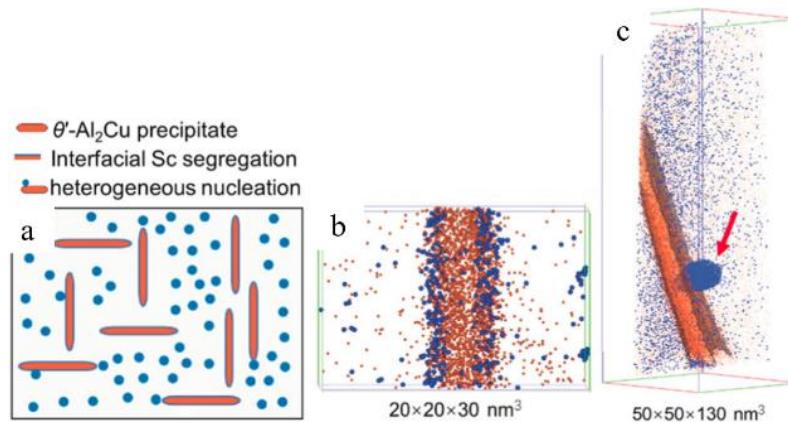 c
θ′-Al₂Cu precipitate
Interfacial Sc segregation
heterogeneous nucleation
a
b
20×20×30 nm³
50×50×130 nm³